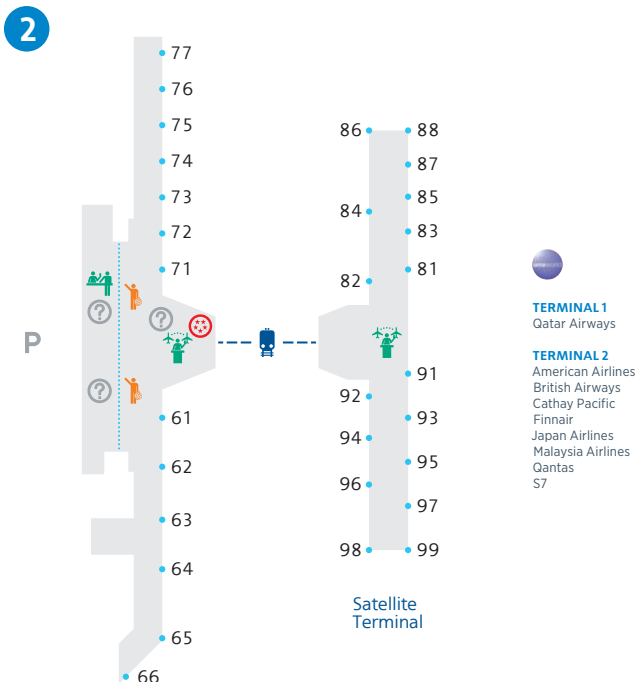 2
77
76
75
74
73
72
71
P
61
62
63
64
65
66
86
88
87
85
84
83
82
81
91
92
93
94
95
96
97
98
99
Satellite
Terminal
TERMINAL 1
Qatar Airways
TERMINAL 2
American Airlines
British Airways
Cathay Pacific
Finnair
Japan Airlines
Malaysia Airlines
Qantas
S7
?
?
?